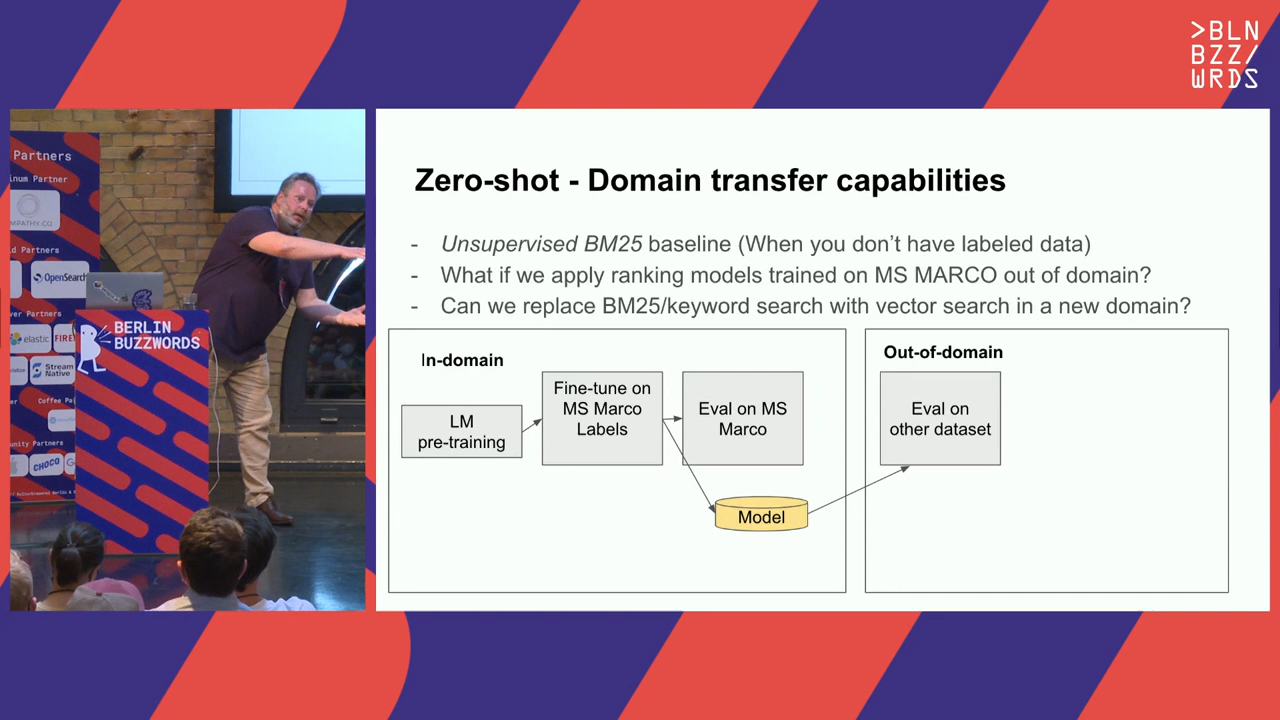 >BLN
BZZ/
WRDS
Partners
inum Partner
MPATHY.CO
d Partners
OpenSearch
ver Partners
elastic
FIRE
Stream
Native
Coffee Pa
unity Partners
CHOCO
BERLIN
BUZZWORDS
Zero-shot - Domain transfer capabilities
- Unsupervised BM25 baseline (When you don’t have labeled data)
- What if we apply ranking models trained on MS MARCO out of domain?
- Can we replace BM25/keyword search with vector search in a new domain?
In-domain
LM
pre-training
Fine-tune on
MS Marco
Labels
Eval on MS
Marco
Model
Out-of-domain
Eval on
other dataset